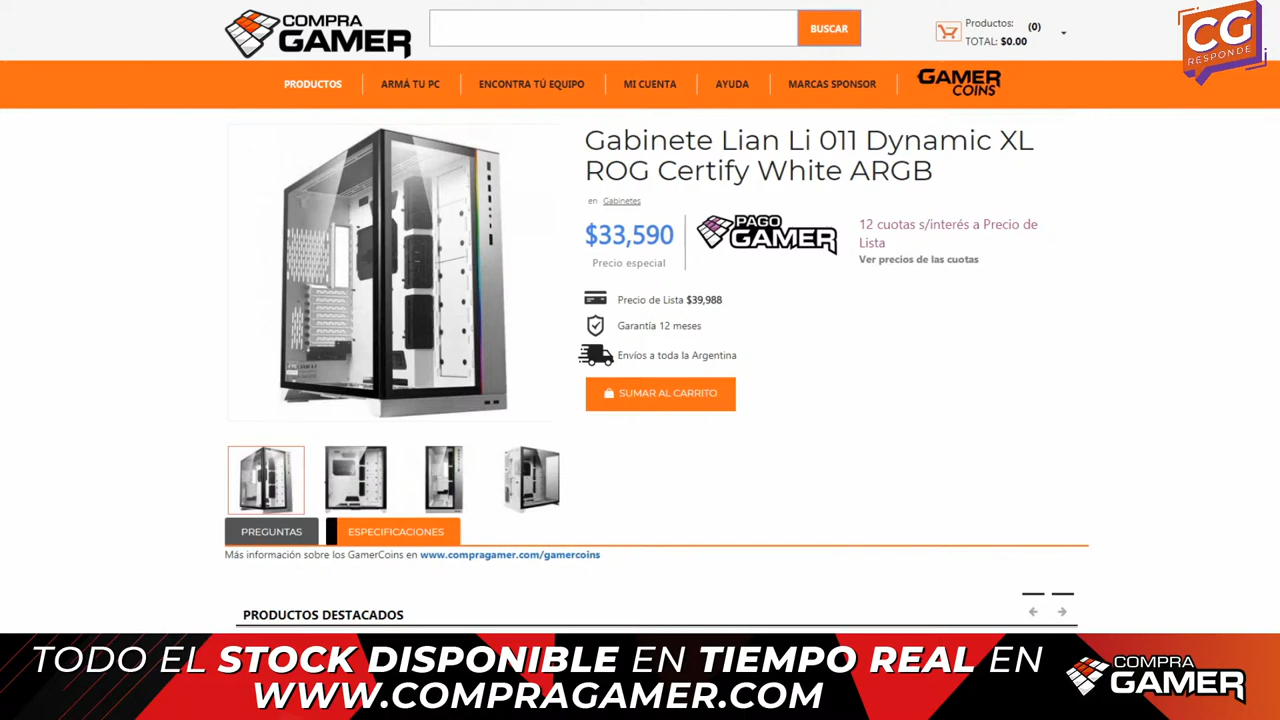 COMPRA
GAMER
BUSCAR
Productos: (0)
TOTAL: $0.00
CG
RESPONDE
PRODUCTOS
ARMÁ TU PC
ENCONTRA TÚ EQUIPO
MI CUENTA
AYUDA
MARCAS SPONSOR
GAMER
COINS
Gabinete Lian Li 011 Dynamic XL
ROG Certify White ARGB
en Gabinetes
$33,590
Precio especial
PAGO
GAMER
12 cuotas s/interés a Precio de
Lista
Ver precios de las cuotas
Precio de Lista $39,988
Garantía 12 meses
Envíos a toda la Argentina
SUMAR AL CARRITO
PREGUNTAS
ESPECIFICACIONES
Más información sobre los GamerCoins en www.compragamer.com/gamercoins
PRODUCTOS DESTACADOS
TODO EL STOCK DISPONIBLE EN TIEMPO REAL EN
WWW.COMPRAGAMER.COM
COMPRA
GAMER